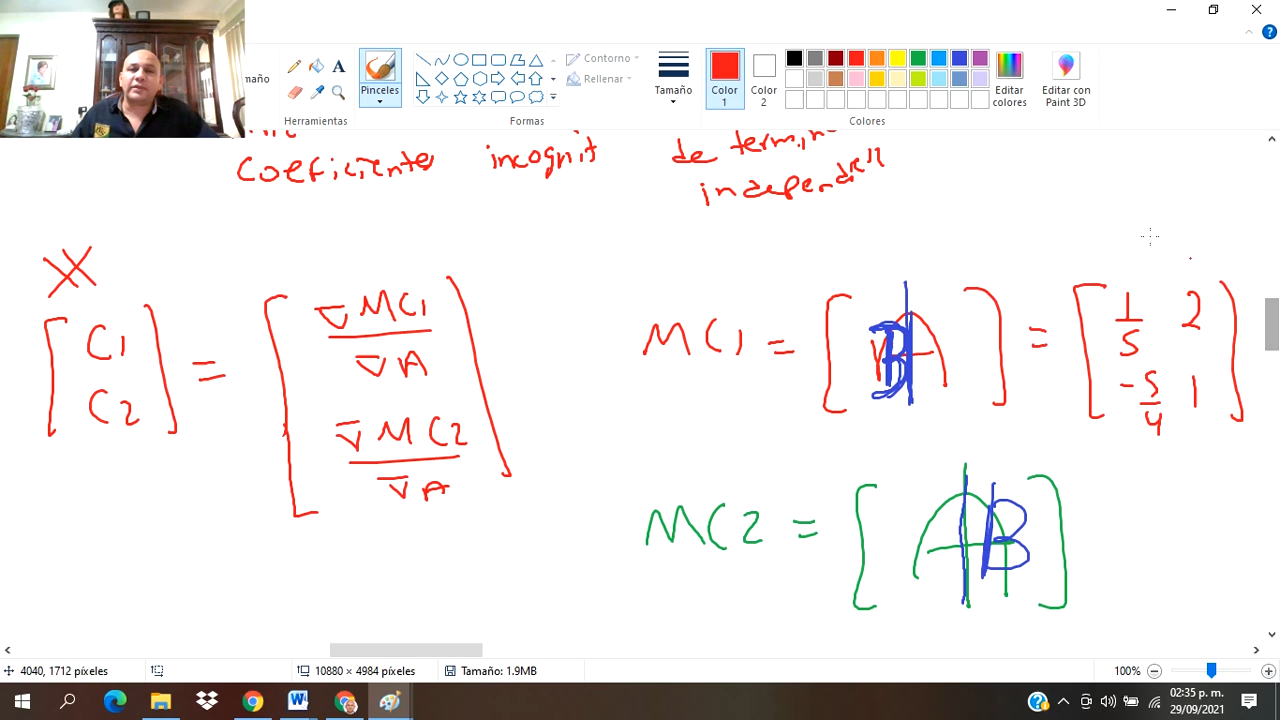 Contorno
Rellenar
maño
Pinceles
Tamaño
Color 1
Color 2
Editar colores
Editar con Paint 3D
Herramientas
Formas
Colores
coeficientes incognit de termin
C1 = ∇MC1 / ∇A
C2 ∇MC2 / ∇A
MC1 = [ B A ] = [ 1/5 2
-5/4 1 ]
MC2 = [ A B ]
4040, 1712 píxeles
10880 × 4984 píxeles
Tamaño: 1.9MB
100%
02:35 p. m.
29/09/2021